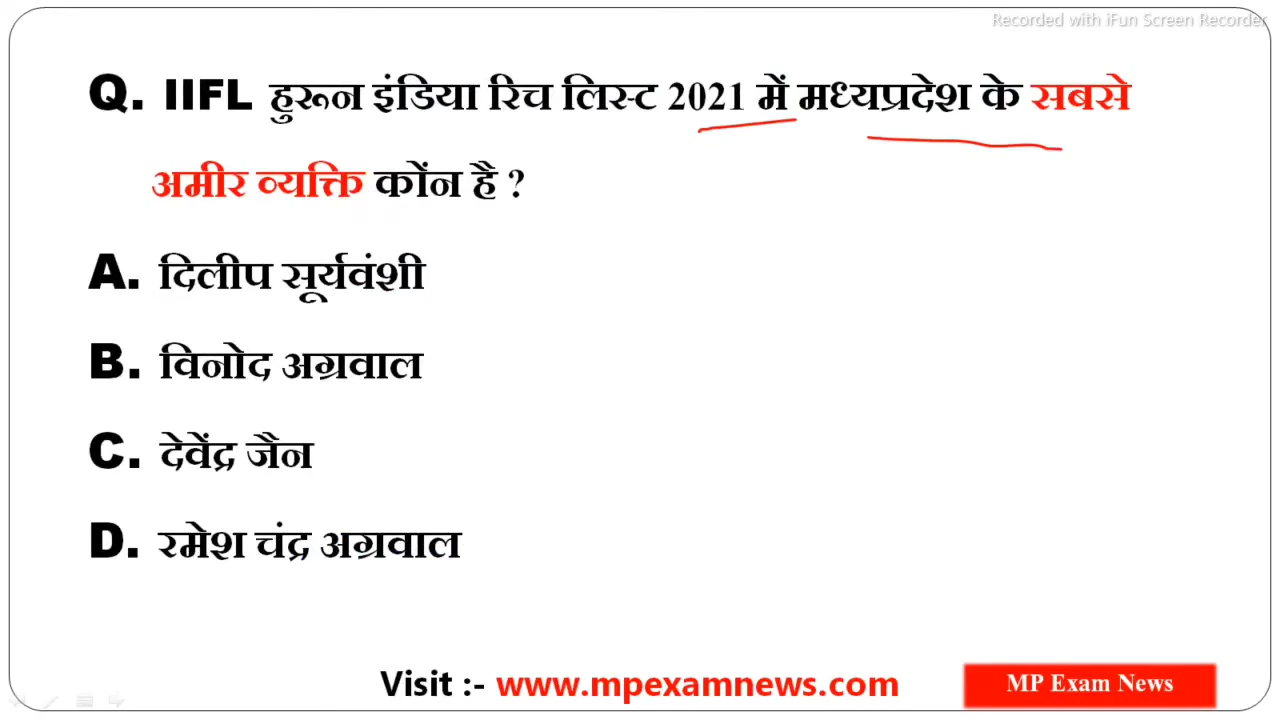 Recorded with iFun Screen Recorder
Q. IIFL हुरून इंडिया रिच लिस्ट 2021 में मध्यप्रदेश के सबसे
अमीर व्यक्ति कोंन है ?
A. दिलीप सूर्यवंशी
B. विनोद अग्रवाल
C. देवेंद्र जैन
D. रमेश चंद्र अग्रवाल
Visit :- www.mpexamnews.com
MP Exam News